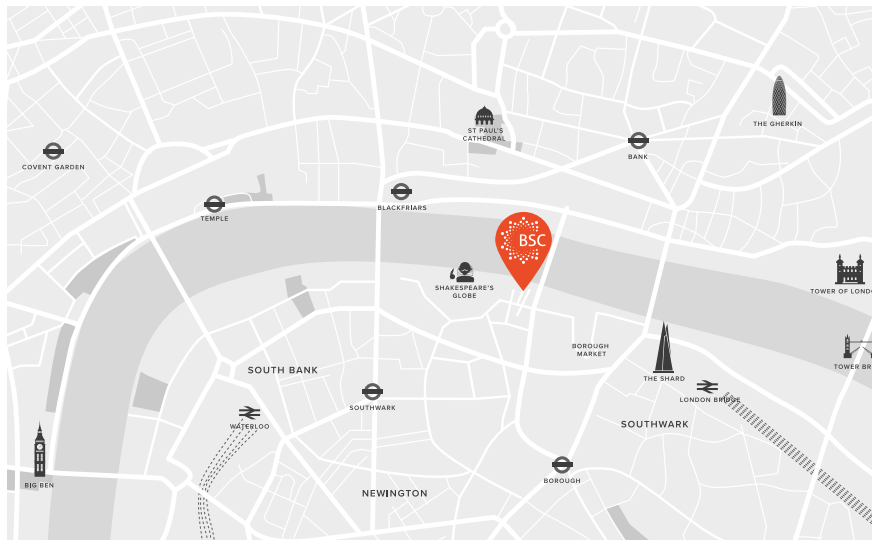 THE GHERKIN
ST PAUL'S
CATHEDRAL
BANK
COVENT GARDEN
BLACKFRIARS
TEMPLE
BSC
SHAKESPEARE'S
GLOBE
TOWER OF LONDO
BOROUGH
MARKET
TOWER BR
SOUTH BANK
THE SHARD
LONDON BRIDGE
SOUTHWARK
WATERLOO
SOUTHWARK
BOROUGH
BIG BEN
NEWINGTON